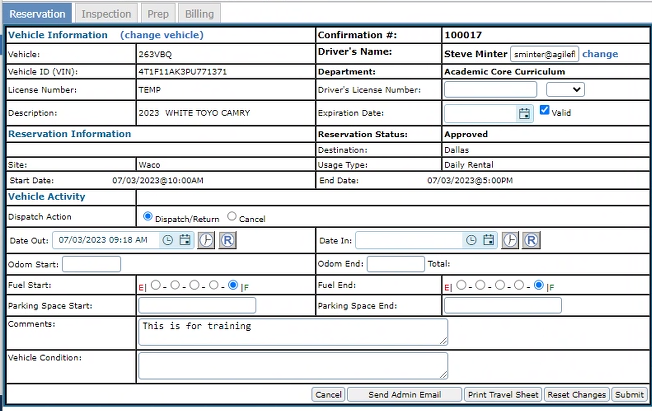 Reservation Inspection Prep Billing
Vehicle Information (change vehicle) Confirmation #: 100017
Vehicle: 263VBQ Driver's Name: Steve Minter sminter@agilefl change
Vehicle ID (VIN): 4T1F11AK3PU771371 Department: Academic Core Curriculum
License Number: TEMP Driver's License Number:
Description: 2023 WHITE TOYO CAMRY Expiration Date: Valid
Reservation Information Reservation Status: Approved
Destination: Dallas
Site: Waco Usage Type: Daily Rental
Start Date: 07/03/2023@10:00AM End Date: 07/03/2023@5:00PM
Vehicle Activity
Dispatch Action Dispatch/Return Cancel
Date Out: 07/03/2023 09:18 AM R Date In: R
Odom Start: Odom End: Total:
Fuel Start: E| - - - - |F Fuel End: E| - - - - |F
Parking Space Start: Parking Space End:
Comments: This is for training
Vehicle Condition:
Cancel Send Admin Email Print Travel Sheet Reset Changes Submit